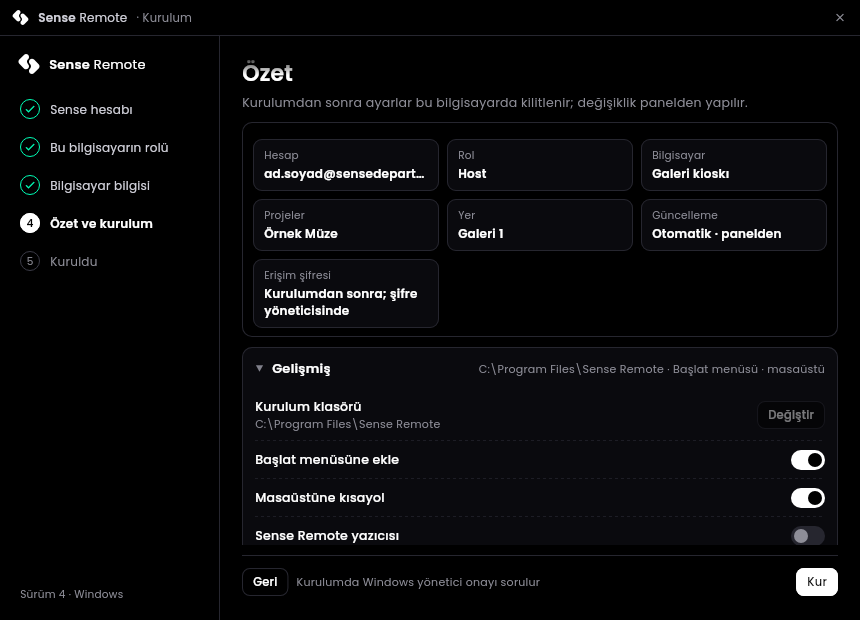 Sense Remote · Kurulum
×
Sense Remote
Sense hesabı
Bu bilgisayarın rolü
Bilgisayar bilgisi
4 Özet ve kurulum
5 Kuruldu
Sürüm 4 · Windows
Özet
Kurulumdan sonra ayarlar bu bilgisayarda kilitlenir; değişiklik panelden yapılır.
Hesap
ad.soyad@sensedepart...
Rol
Host
Bilgisayar
Galeri kioskı
Projeler
Örnek Müze
Yer
Galeri 1
Güncelleme
Otomatik · panelden
Erişim şifresi
Kurulumdan sonra; şifre
yöneticisinde
▼ Gelişmiş
C:\Program Files\Sense Remote · Başlat menüsü · masaüstü
Kurulum klasörü
C:\Program Files\Sense Remote
Değiştir
Başlat menüsüne ekle
Masaüstüne kısayol
Sense Remote yazıcısı
Geri
Kurulumda Windows yönetici onayı sorulur
Kur